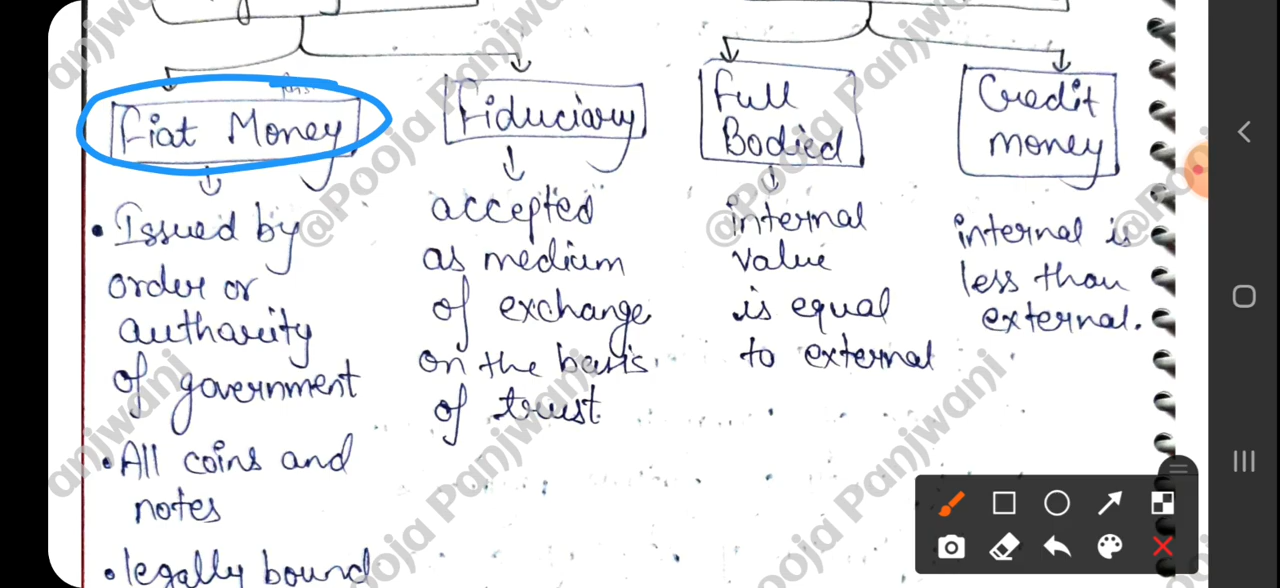 Fiat Money
Issued by
order or
authority
of government
All coins and
notes
legally bound
Fiduciary
accepted
as medium
of exchange
on the basis
of trust
Full
Bodied
internal
value
is equal
to external
Credit
money
internal is
less than
external.
@Pooja Panjwani